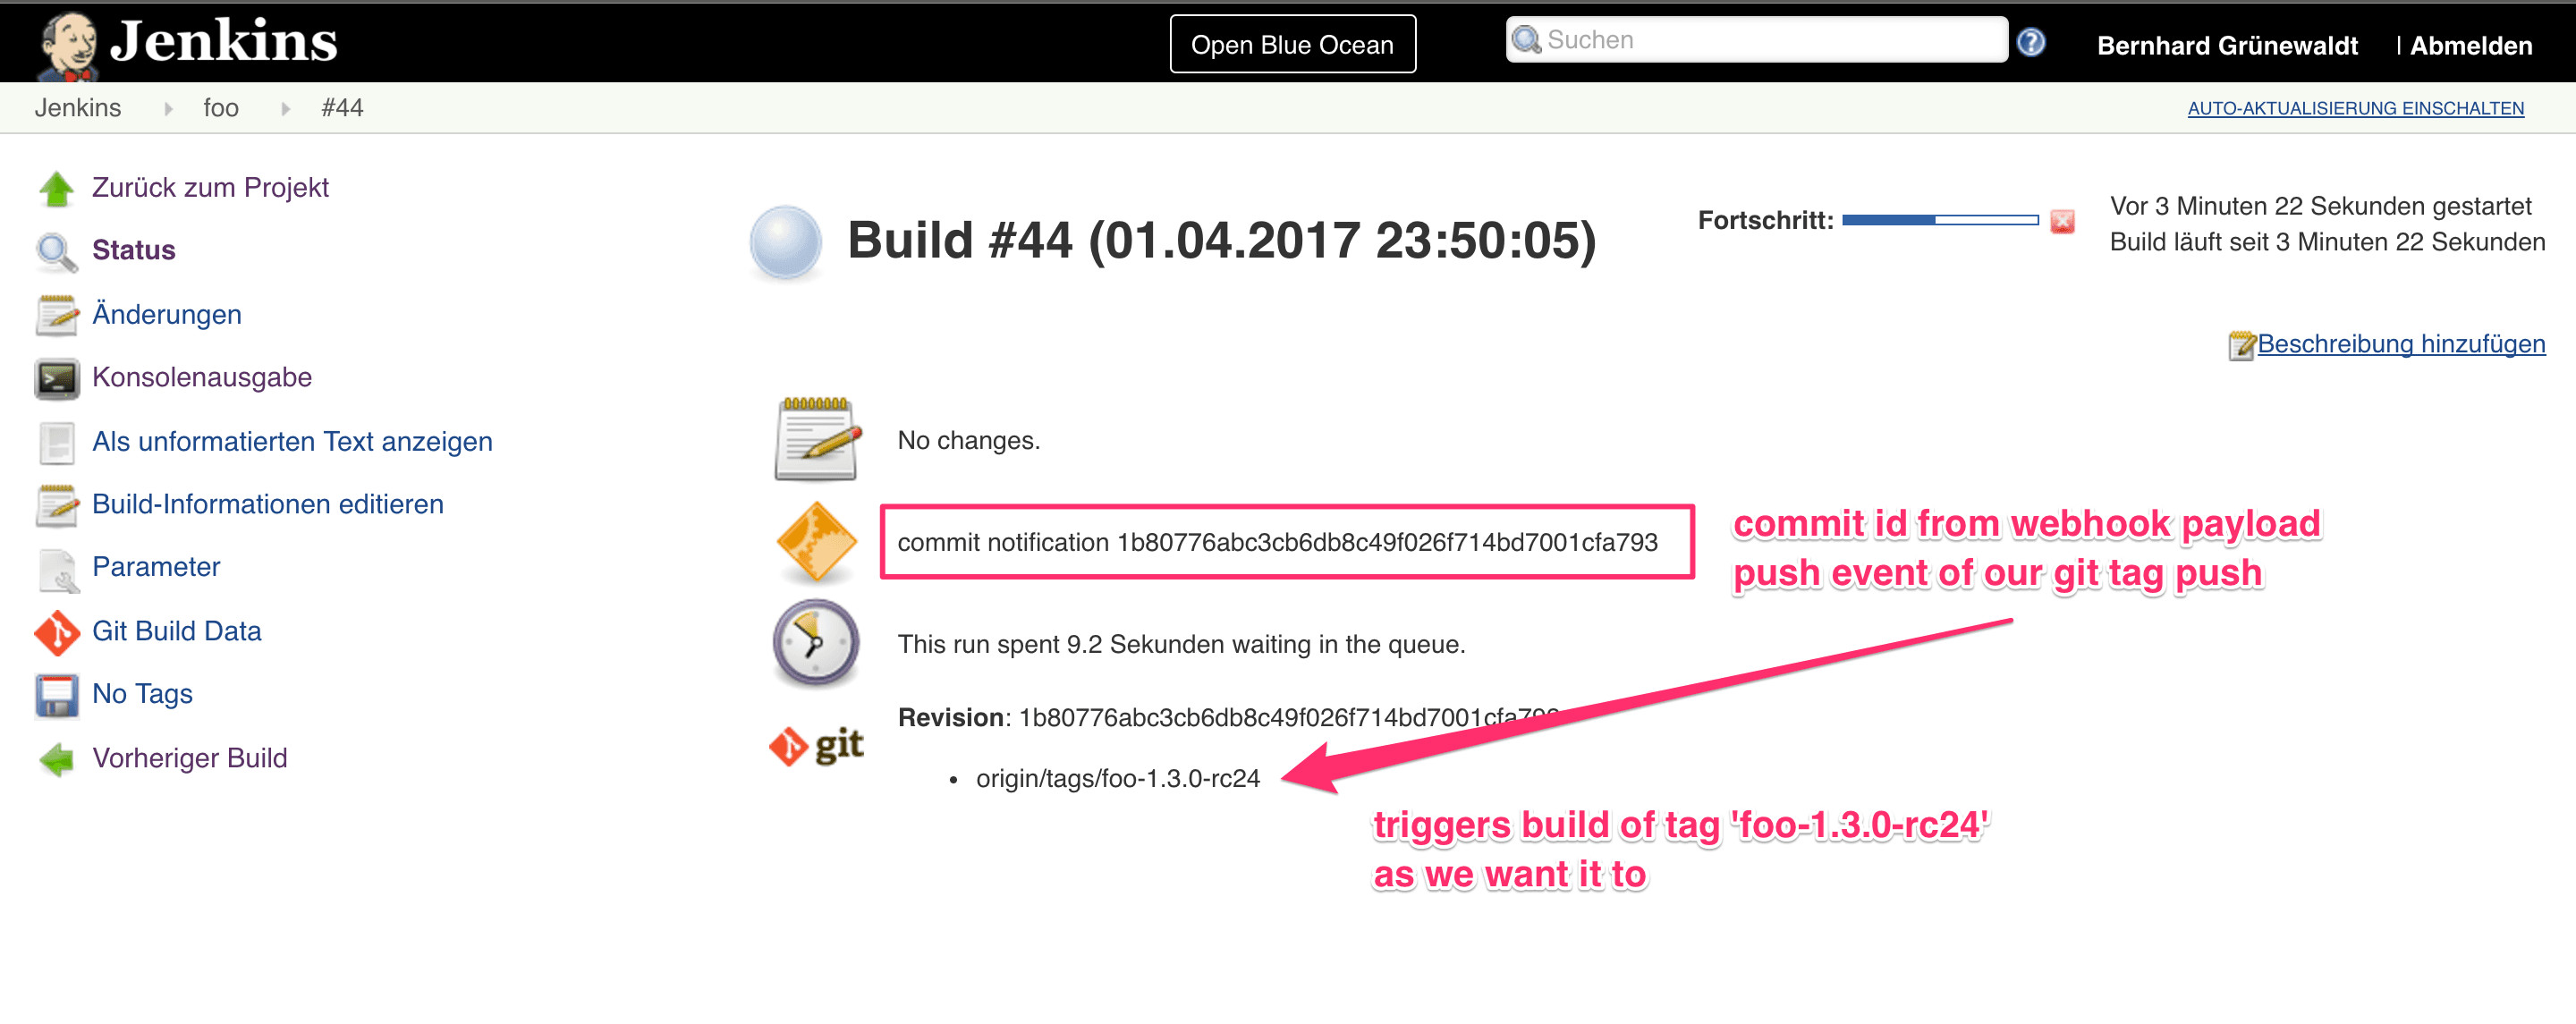 Jenkins
Open Blue Ocean
Suchen
?
Bernhard Grünewaldt | Abmelden
Jenkins foo #44
AUTO-AKTUALISIERUNG EINSCHALTEN
Zurück zum Projekt
Status
Änderungen
Konsolenausgabe
Als unformatierten Text anzeigen
Build-Informationen editieren
Parameter
Git Build Data
No Tags
Vorheriger Build
Build #44 (01.04.2017 23:50:05)
Fortschritt:
Vor 3 Minuten 22 Sekunden gestartet
Build läuft seit 3 Minuten 22 Sekunden
Beschreibung hinzufügen
No changes.
commit notification 1b80776abc3cb6db8c49f026f714bd7001cfa793
commit id from webhook payload
push event of our git tag push
This run spent 9.2 Sekunden waiting in the queue.
git
Revision: 1b80776abc3cb6db8c49f026f714bd7001cfa793
• origin/tags/foo-1.3.0-rc24
triggers build of tag 'foo-1.3.0-rc24'
as we want it to